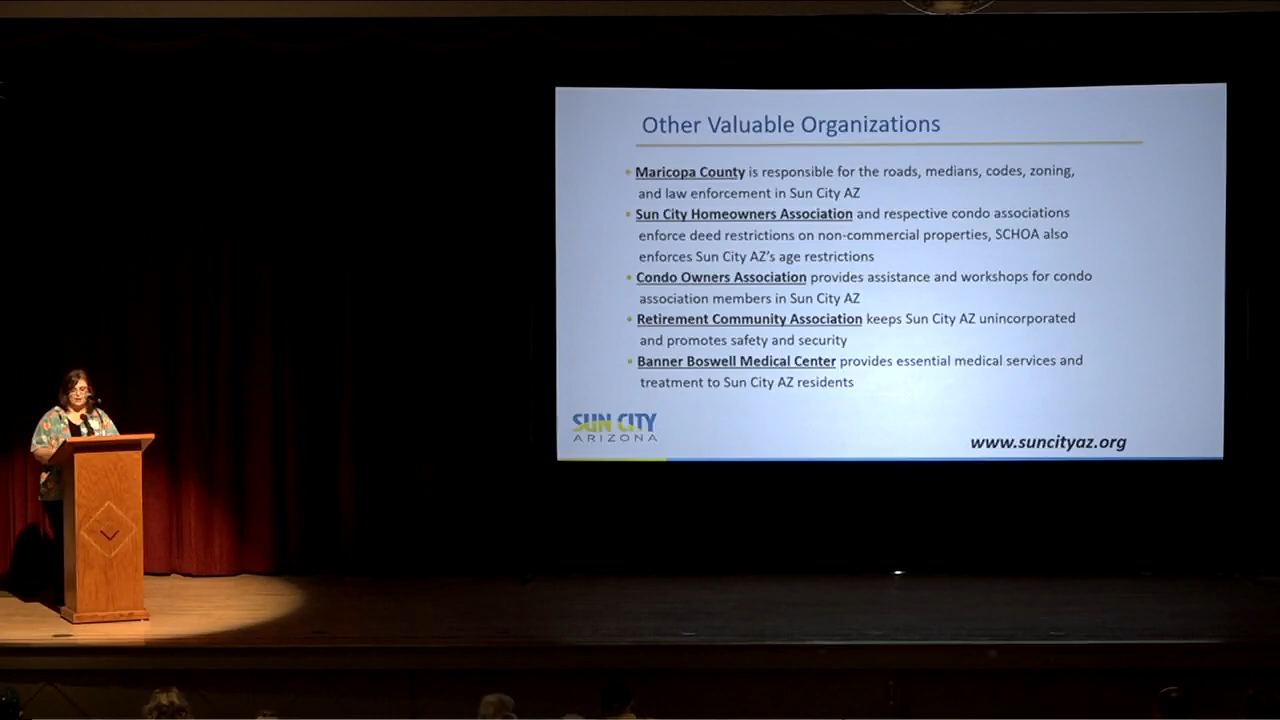 Other Valuable Organizations
• Maricopa County is responsible for the roads, medians, codes, zoning,
and law enforcement in Sun City AZ
• Sun City Homeowners Association and respective condo associations
enforce deed restrictions on non-commercial properties, SCHOA also
enforces Sun City AZ's age restrictions
• Condo Owners Association provides assistance and workshops for condo
association members in Sun City AZ
• Retirement Community Association keeps Sun City AZ unincorporated
and promotes safety and security
• Banner Boswell Medical Center provides essential medical services and
treatment to Sun City AZ residents
SUN CITY
ARIZONA
www.suncityaz.org